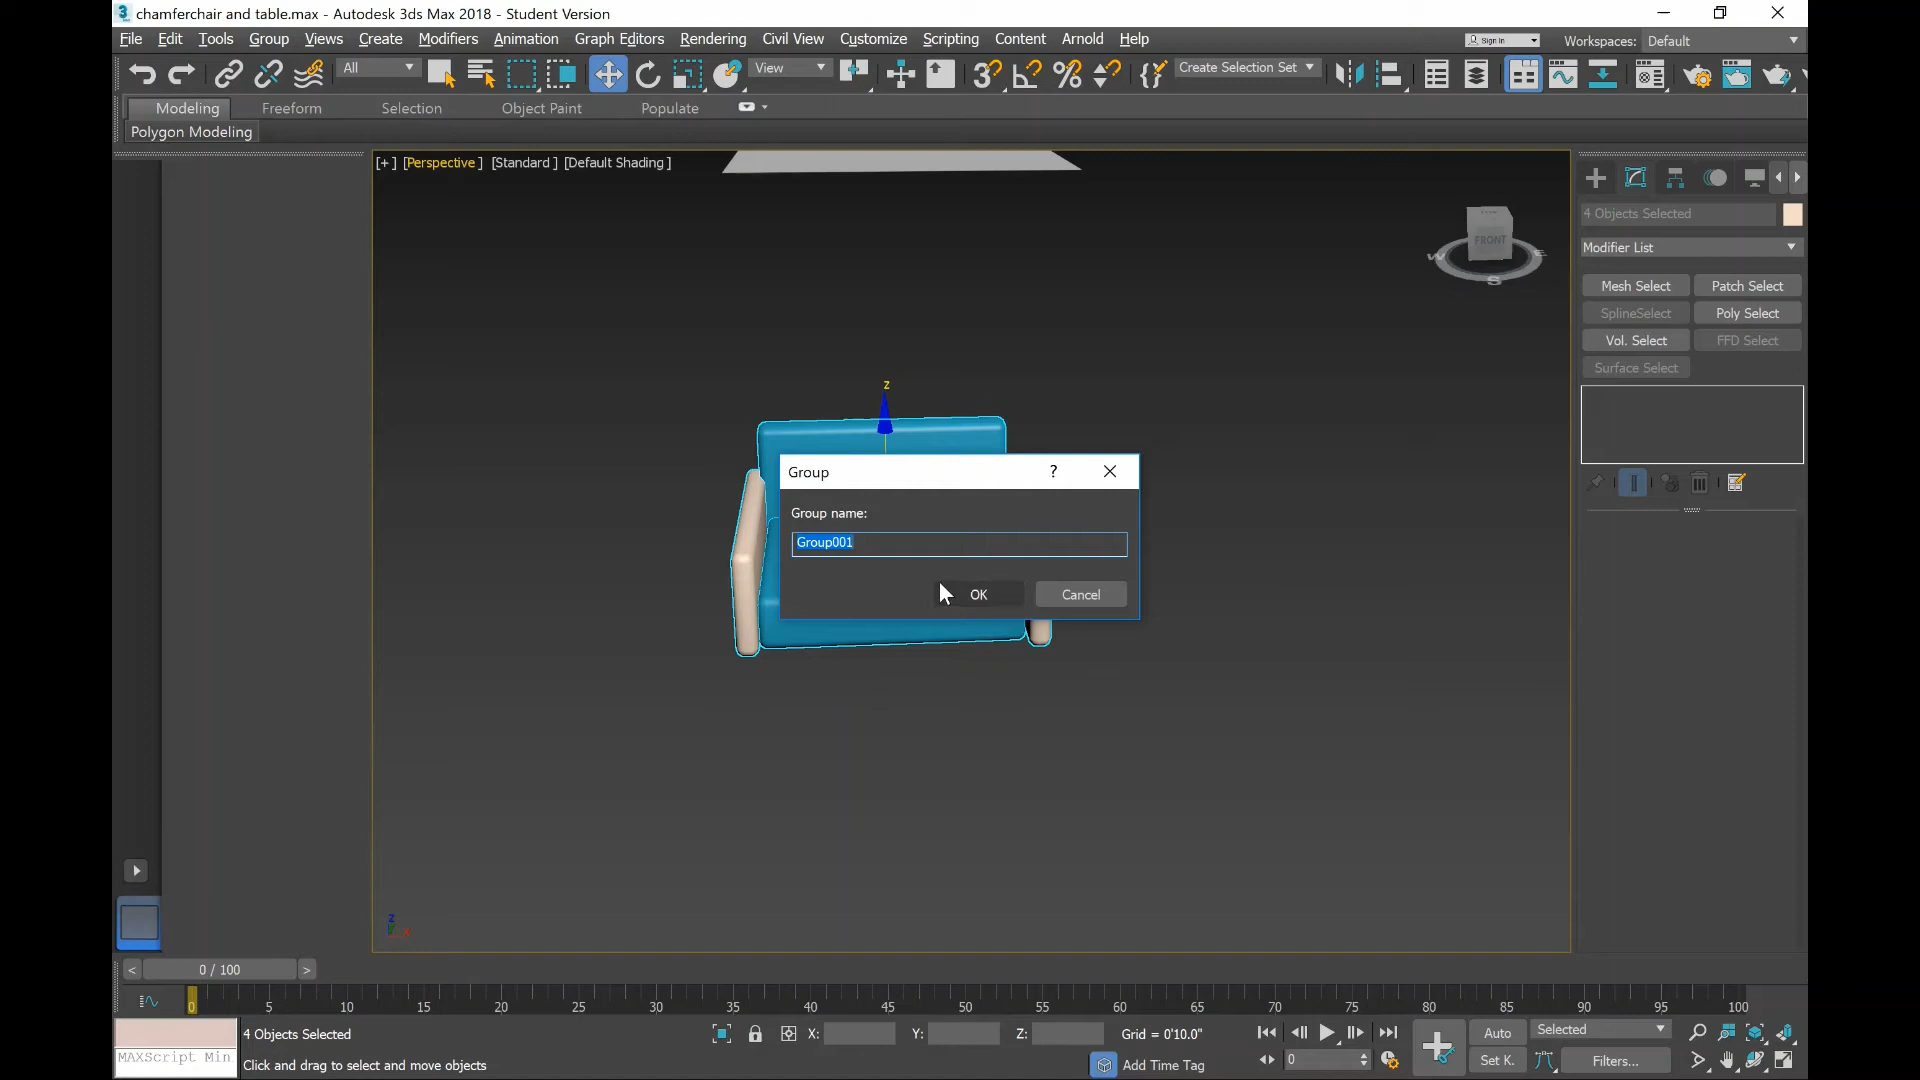 chamferchair and table.max - Autodesk 3ds Max 2018 - Student Version
File Edit Tools Group Views Create Modifiers Animation Graph Editors Rendering Civil View Customize Scripting Content Arnold Help
Sign In
Workspaces: Default
All
View
Create Selection Set
Modeling Freeform Selection Object Paint Populate
Polygon Modeling
[+] [Perspective] [Standard] [Default Shading]
FRONT
W E S
4 Objects Selected
Modifier List
Mesh Select Patch Select
SplineSelect Poly Select
Vol. Select FFD Select
Surface Select
z
Group ?
Group name:
Group001
OK Cancel
z
x
< 0 / 100 >
0 5 10 15 20 25 30 35 40 45 50 55 60 65 70 75 80 85 90 95 100
4 Objects Selected X: Y: Z: Grid = 0'10.0" Auto Selected
MAXScript Min
Click and drag to select and move objects Add Time Tag 0 Set K. Filters...